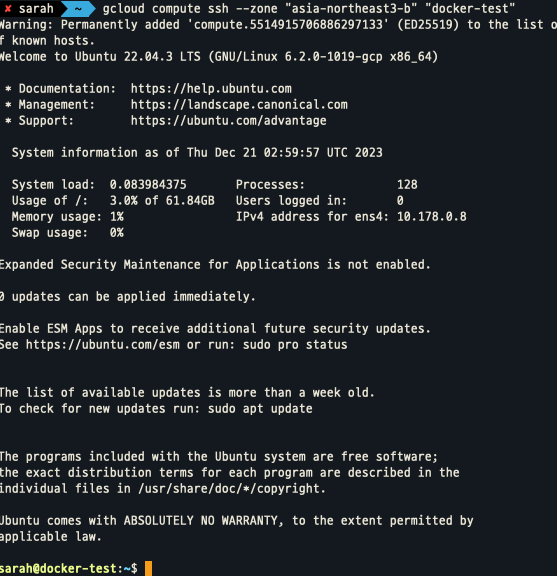 ✘ sarah ~ gcloud compute ssh --zone "asia-northeast3-b" "docker-test"
Warning: Permanently added 'compute.5514915706886297133' (ED25519) to the list o
f known hosts.
Welcome to Ubuntu 22.04.3 LTS (GNU/Linux 6.2.0-1019-gcp x86_64)
* Documentation: https://help.ubuntu.com
* Management: https://landscape.canonical.com
* Support: https://ubuntu.com/advantage
System information as of Thu Dec 21 02:59:57 UTC 2023
System load: 0.083984375 Processes: 128
Usage of /: 3.0% of 61.84GB Users logged in: 0
Memory usage: 1% IPv4 address for ens4: 10.178.0.8
Swap usage: 0%
Expanded Security Maintenance for Applications is not enabled.
0 updates can be applied immediately.
Enable ESM Apps to receive additional future security updates.
See https://ubuntu.com/esm or run: sudo pro status
The list of available updates is more than a week old.
To check for new updates run: sudo apt update
The programs included with the Ubuntu system are free software;
the exact distribution terms for each program are described in the
individual files in /usr/share/doc/*/copyright.
Ubuntu comes with ABSOLUTELY NO WARRANTY, to the extent permitted by
applicable law.
sarah@docker-test:~$